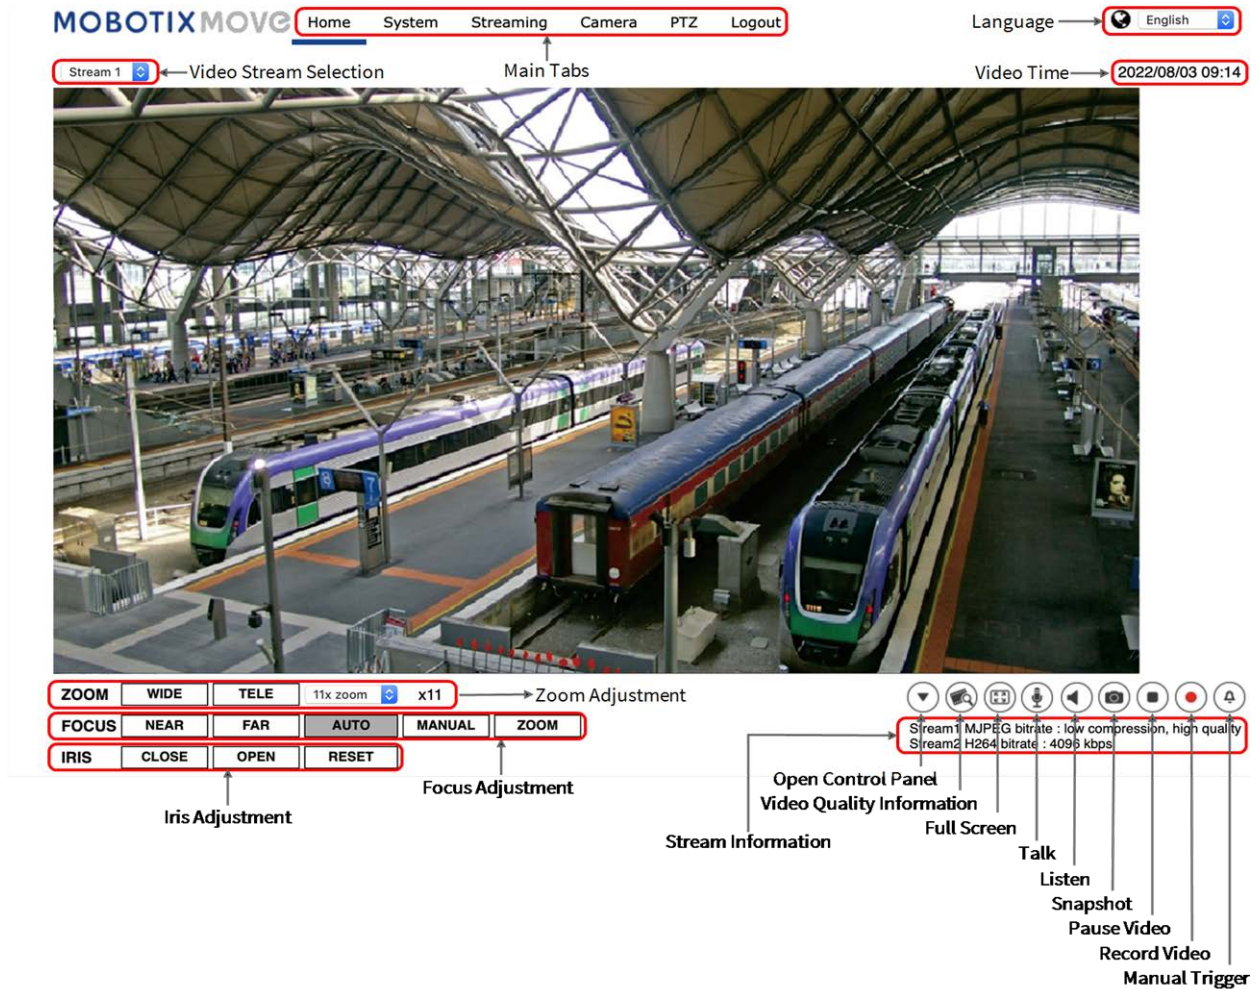 MOBOTIX MOVE Home System Streaming Camera PTZ Logout Language English
Stream 1 Video Stream Selection Main Tabs Video Time 2022/08/03 09:14
8 7
ZOOM WIDE TELE 11x zoom x11 Zoom Adjustment
FOCUS NEAR FAR AUTO MANUAL ZOOM
Stream1 MJPEG bitrate : low compression, high quality
Stream2 H264 bitrate : 4096 kbps
IRIS CLOSE OPEN RESET
Open Control Panel
Focus Adjustment
Video Quality Information
Iris Adjustment
Full Screen
Stream Information
Talk
Listen
Snapshot
Pause Video
Record Video
Manual Trigger